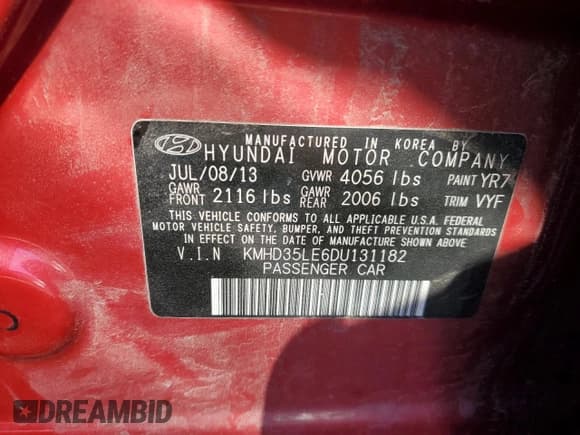 MANUFACTURED IN KOREA BY
HYUNDAI MOTOR COMPANY
JUL/08/13 GVWR 4056 lbs PAINT YR7
GAWR FRONT 2116 lbs GAWR REAR 2006 lbs TRIM VYF
THIS VEHICLE CONFORMS TO ALL APPLICABLE U.S.A. FEDERAL
MOTOR VEHICLE SAFETY, BUMPER, AND THEFT PREVENTION STANDARDS
IN EFFECT ON THE DATE OF MANUFACTURE SHOWN ABOVE
V.I.N KMHD35LE6DU131182
PASSENGER CAR
DREAMBID